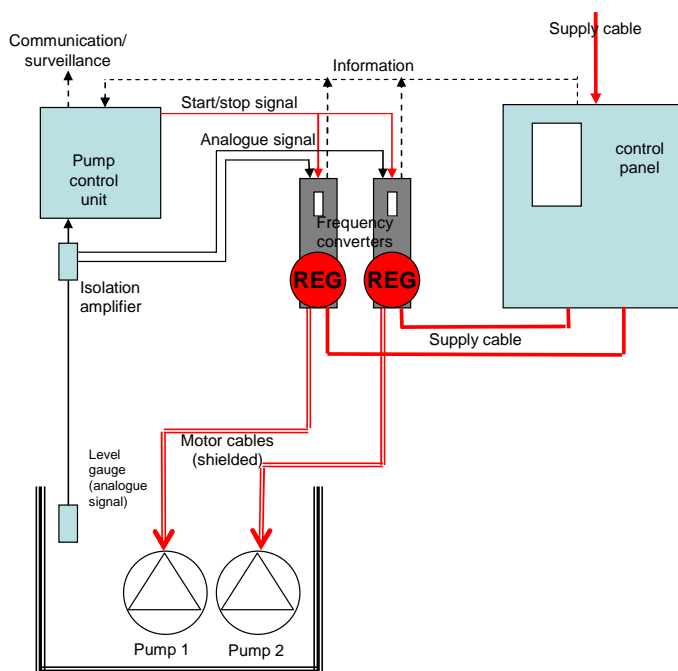 Communication/
surveillance
Information
Supply cable
Start/stop signal
Analogue signal
Pump
control
unit
control
panel
Frequency
converters
REG
REG
Isolation
amplifier
Supply cable
Motor cables
(shielded)
Level
gauge
(analogue
signal)
Pump 1
Pump 2